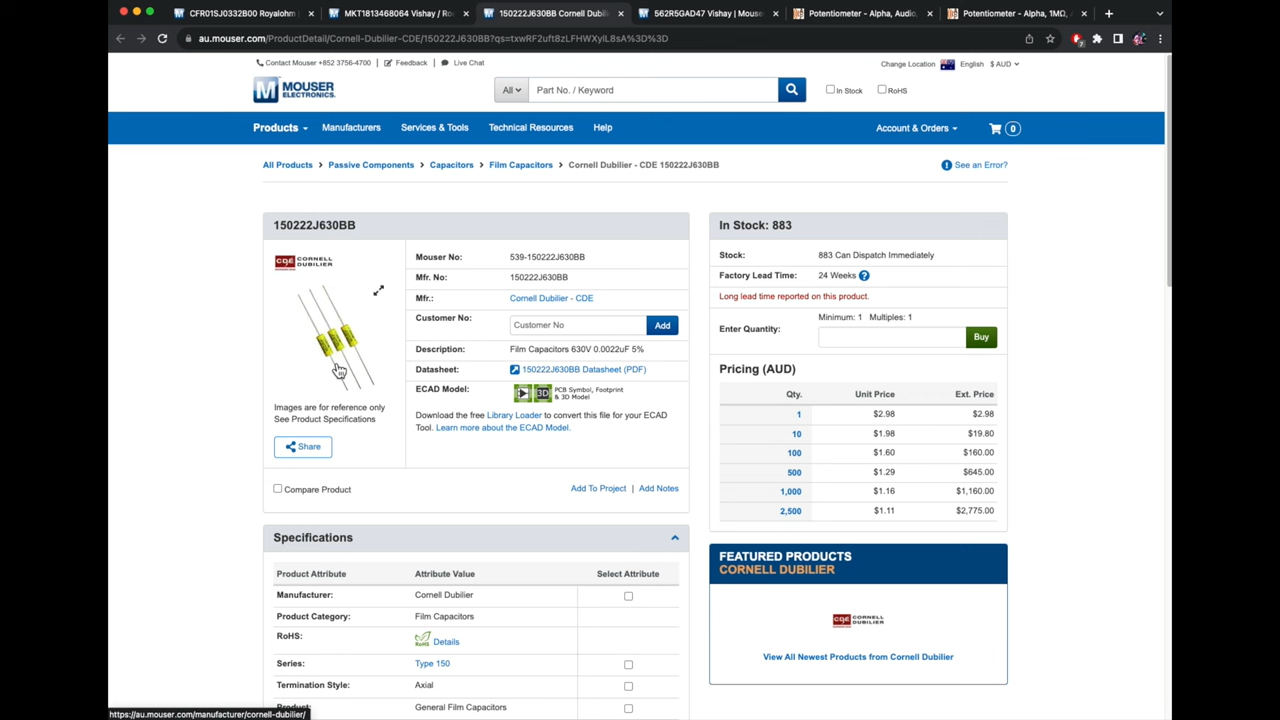 CFR01SJ0332B00 Royalohm
MKT1813468064 Vishay / Roe
150222J630BB Cornell Dubili
562R5GAD47 Vishay | Mouser
Potentiometer - Alpha, Audio,
Potentiometer - Alpha, 1MΩ,
au.mouser.com/ProductDetail/Cornell-Dubilier-CDE/150222J630BB?qs=txwRF2uft8zLFHWXylL8sA%3D%3D
Contact Mouser +852 3756-4700 | Feedback | Live Chat
Change Location English $ AUD
MOUSER
ELECTRONICS
All Part No. / Keyword
In Stock RoHS
Products Manufacturers Services & Tools Technical Resources Help
Account & Orders 0
All Products Passive Components Capacitors Film Capacitors Cornell Dubilier - CDE 150222J630BB
See an Error?
150222J630BB
CDE CORNELL
DUBILIER
Images are for reference only
See Product Specifications
Share
Mouser No: 539-150222J630BB
Mfr. No: 150222J630BB
Mfr.: Cornell Dubilier - CDE
Customer No: Customer No Add
Description: Film Capacitors 630V 0.0022uF 5%
Datasheet: 150222J630BB Datasheet (PDF)
ECAD Model: 3D PCB Symbol, Footprint
& 3D Model
Download the free Library Loader to convert this file for your ECAD
Tool. Learn more about the ECAD Model.
Compare Product
Add To Project | Add Notes
In Stock: 883
Stock: 883 Can Dispatch Immediately
Factory Lead Time: 24 Weeks ?
Long lead time reported on this product.
Minimum: 1 Multiples: 1
Enter Quantity: Buy
Pricing (AUD)
Qty. Unit Price Ext. Price
1 $2.98 $2.98
10 $1.98 $19.80
100 $1.60 $160.00
500 $1.29 $645.00
1,000 $1.16 $1,160.00
2,500 $1.11 $2,775.00
Specifications
Product Attribute Attribute Value Select Attribute
Manufacturer: Cornell Dubilier
Product Category: Film Capacitors
RoHS: RoHS Details
Series: Type 150
Termination Style: Axial
Product: General Film Capacitors
FEATURED PRODUCTS
CORNELL DUBILIER
CDE CORNELL
DUBILIER
View All Newest Products from Cornell Dubilier
https://au.mouser.com/manufacturer/cornell-dubilier/